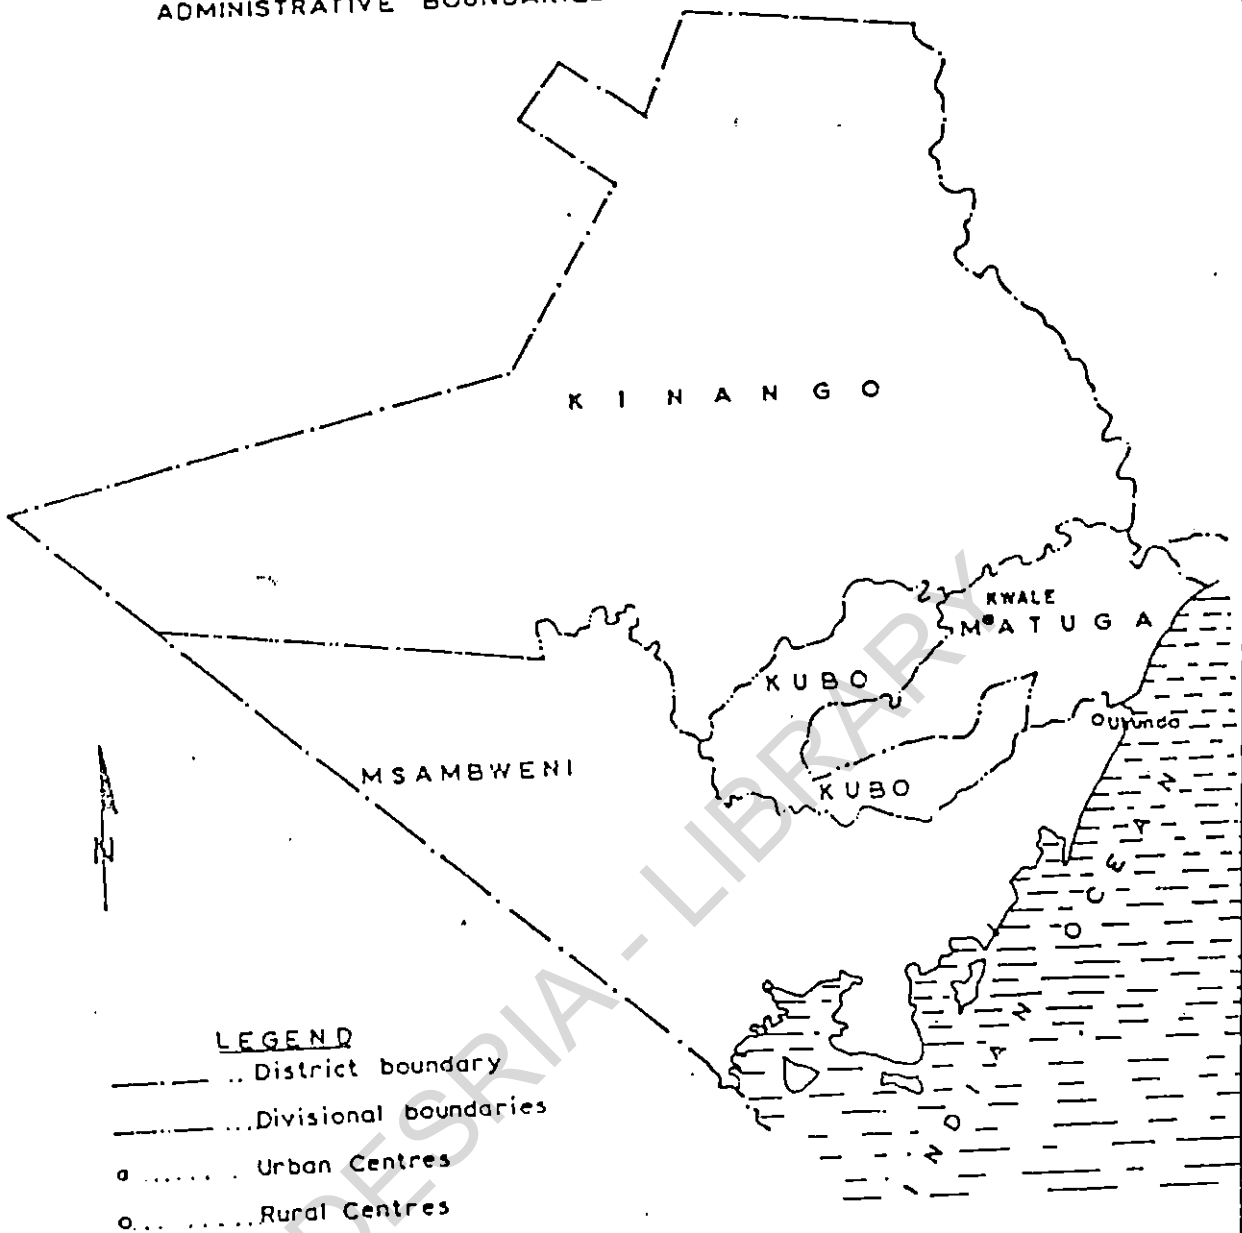 ADMINISTRATIVE BOUNDARIES
KINANGO
KWALE
MATUGA
KUBO
KUBO
MSAMBWENI
INDIAN OCEAN
N
LEGEND
District boundary
Divisional boundaries
Urban Centres
Rural Centres
DESRIA - LIBRARY